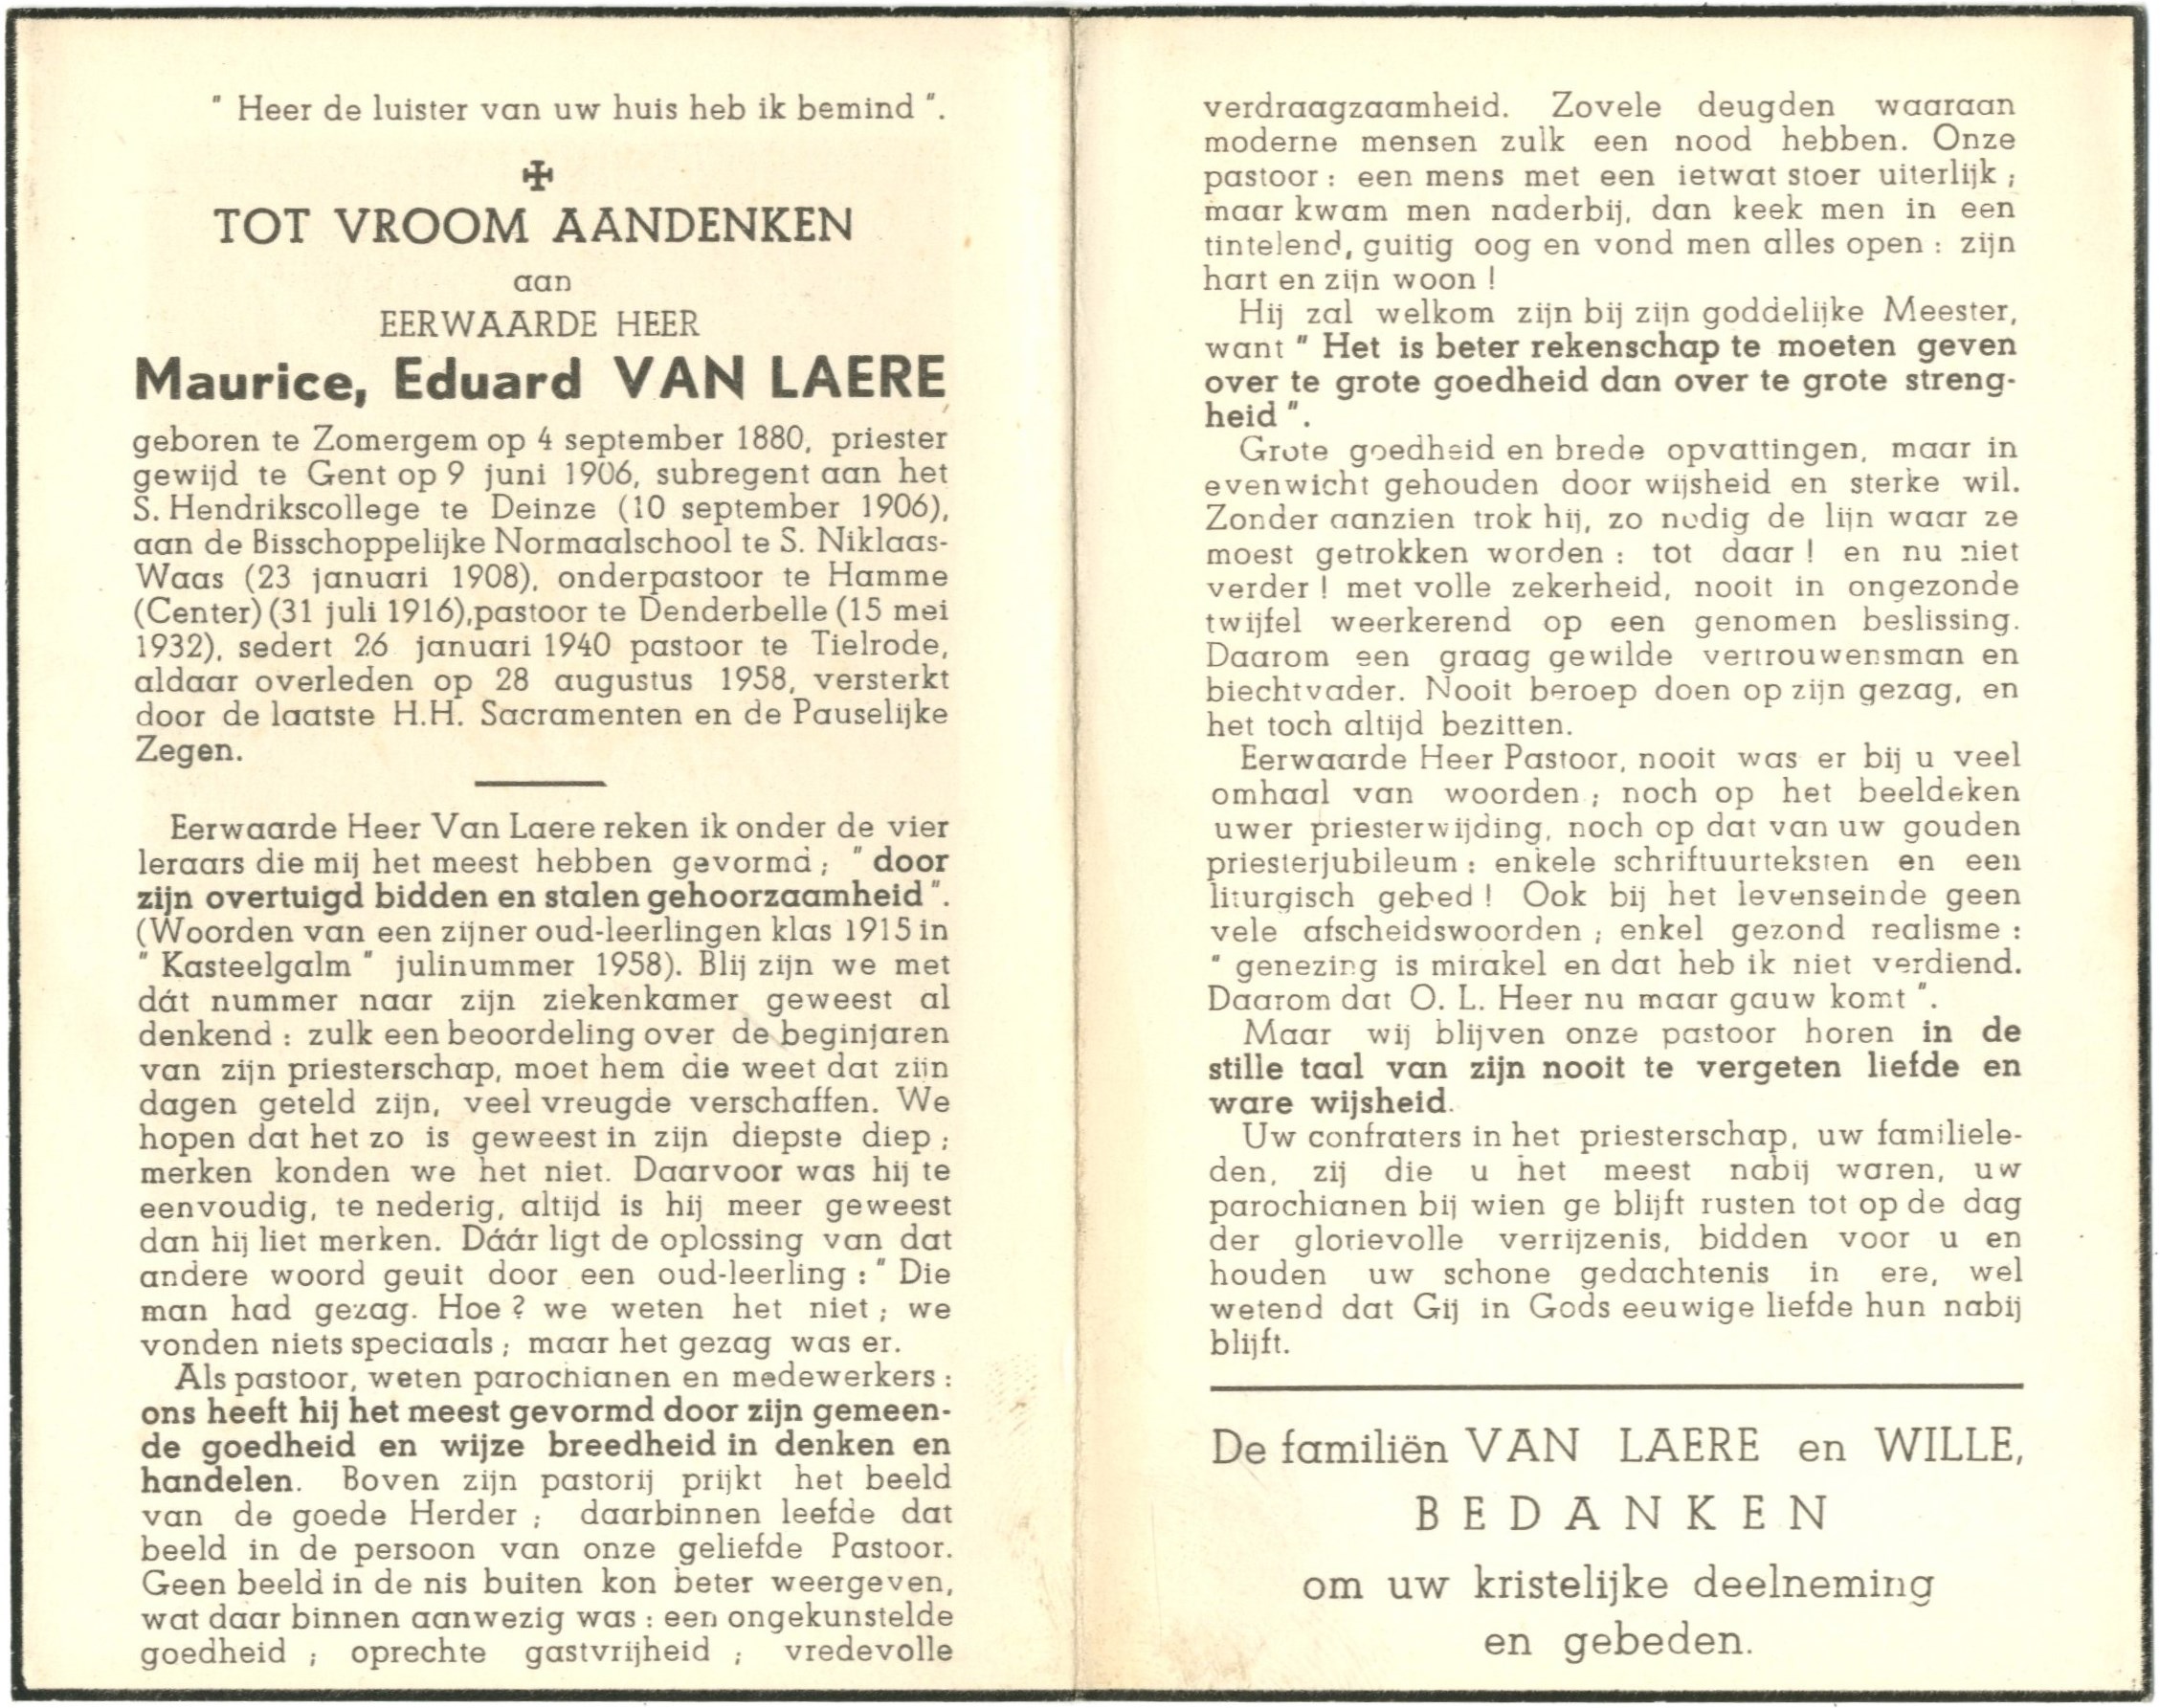 " Heer de luister van uw huis heb ik bemind ".
✠
TOT VROOM AANDENKEN
aan
EERWAARDE HEER
Maurice, Eduard VAN LAERE
geboren te Zomergem op 4 september 1880, priester
gewijd te Gent op 9 juni 1906, subregent aan het
S. Hendrikscollege te Deinze (10 september 1906),
aan de Bisschoppelijke Normaalschool te S. Niklaas-
Waas (23 januari 1908), onderpastoor te Hamme
(Center) (31 juli 1916),pastoor te Denderbelle (15 mei
1932), sedert 26 januari 1940 pastoor te Tielrode,
aldaar overleden op 28 augustus 1958, versterkt
door de laatste H.H. Sacramenten en de Pauselijke
Zegen.
Eerwaarde Heer Van Laere reken ik onder de vier
leraars die mij het meest hebben gevormd ; " door
zijn overtuigd bidden en stalen gehoorzaamheid ".
(Woorden van een zijner oud-leerlingen klas 1915 in
" Kasteelgalm " julinummer 1958). Blij zijn we met
dát nummer naar zijn ziekenkamer geweest al
denkend : zulk een beoordeling over de beginjaren
van zijn priesterschap, moet hem die weet dat zijn
dagen geteld zijn, veel vreugde verschaffen. We
hopen dat het zo is geweest in zijn diepste diep ;
merken konden we het niet. Daarvoor was hij te
eenvoudig, te nederig, altijd is hij meer geweest
dan hij liet merken. Dáár ligt de oplossing van dat
andere woord geuit door een oud-leerling : " Die
man had gezag. Hoe ? we weten het niet ; we
vonden niets speciaals ; maar het gezag was er.
Als pastoor, weten parochianen en medewerkers :
ons heeft hij het meest gevormd door zijn gemeen-
de goedheid en wijze breedheid in denken en
handelen. Boven zijn pastorij prijkt het beeld
van de goede Herder ; daarbinnen leefde dat
beeld in de persoon van onze geliefde Pastoor.
Geen beeld in de nis buiten kon beter weergeven,
wat daar binnen aanwezig was : een ongekunstelde
goedheid ; oprechte gastvrijheid ; vredevolle
verdraagzaamheid. Zovele deugden waaraan
moderne mensen zulk een nood hebben. Onze
pastoor : een mens met een ietwat stoer uiterlijk ;
maar kwam men naderbij, dan keek men in een
tintelend, guitig oog en vond men alles open : zijn
hart en zijn woon !
Hij zal welkom zijn bij zijn goddelijke Meester,
want " Het is beter rekenschap te moeten geven
over te grote goedheid dan over te grote streng-
heid ".
Grote goedheid en brede opvattingen, maar in
evenwicht gehouden door wijsheid en sterke wil.
Zonder aanzien trok hij, zo nodig de lijn waar ze
moest getrokken worden : tot daar ! en nu niet
verder ! met volle zekerheid, nooit in ongezonde
twijfel weerkerend op een genomen beslissing.
Daarom een graag gewilde vertrouwensman en
biechtvader. Nooit beroep doen op zijn gezag, en
het toch altijd bezitten.
Eerwaarde Heer Pastoor, nooit was er bij u veel
omhaal van woorden ; noch op het beeldeken
uwer priesterwijding, noch op dat van uw gouden
priesterjubileum : enkele schriftuurteksten en een
liturgisch gebed ! Ook bij het levenseinde geen
vele afscheidswoorden ; enkel gezond realisme :
" genezing is mirakel en dat heb ik niet verdiend.
Daarom dat O. L. Heer nu maar gauw komt ".
Maar wij blijven onze pastoor horen in de
stille taal van zijn nooit te vergeten liefde en
ware wijsheid.
Uw confraters in het priesterschap, uw familiele-
den, zij die u het meest nabij waren, uw
parochianen bij wien ge blijft rusten tot op de dag
der glorievolle verrijzenis, bidden voor u en
houden uw schone gedachtenis in ere, wel
wetend dat Gij in Gods eeuwige liefde hun nabij
blijft.
De familiën VAN LAERE en WILLE,
BEDANKEN
om uw kristelijke deelneming
en gebeden.